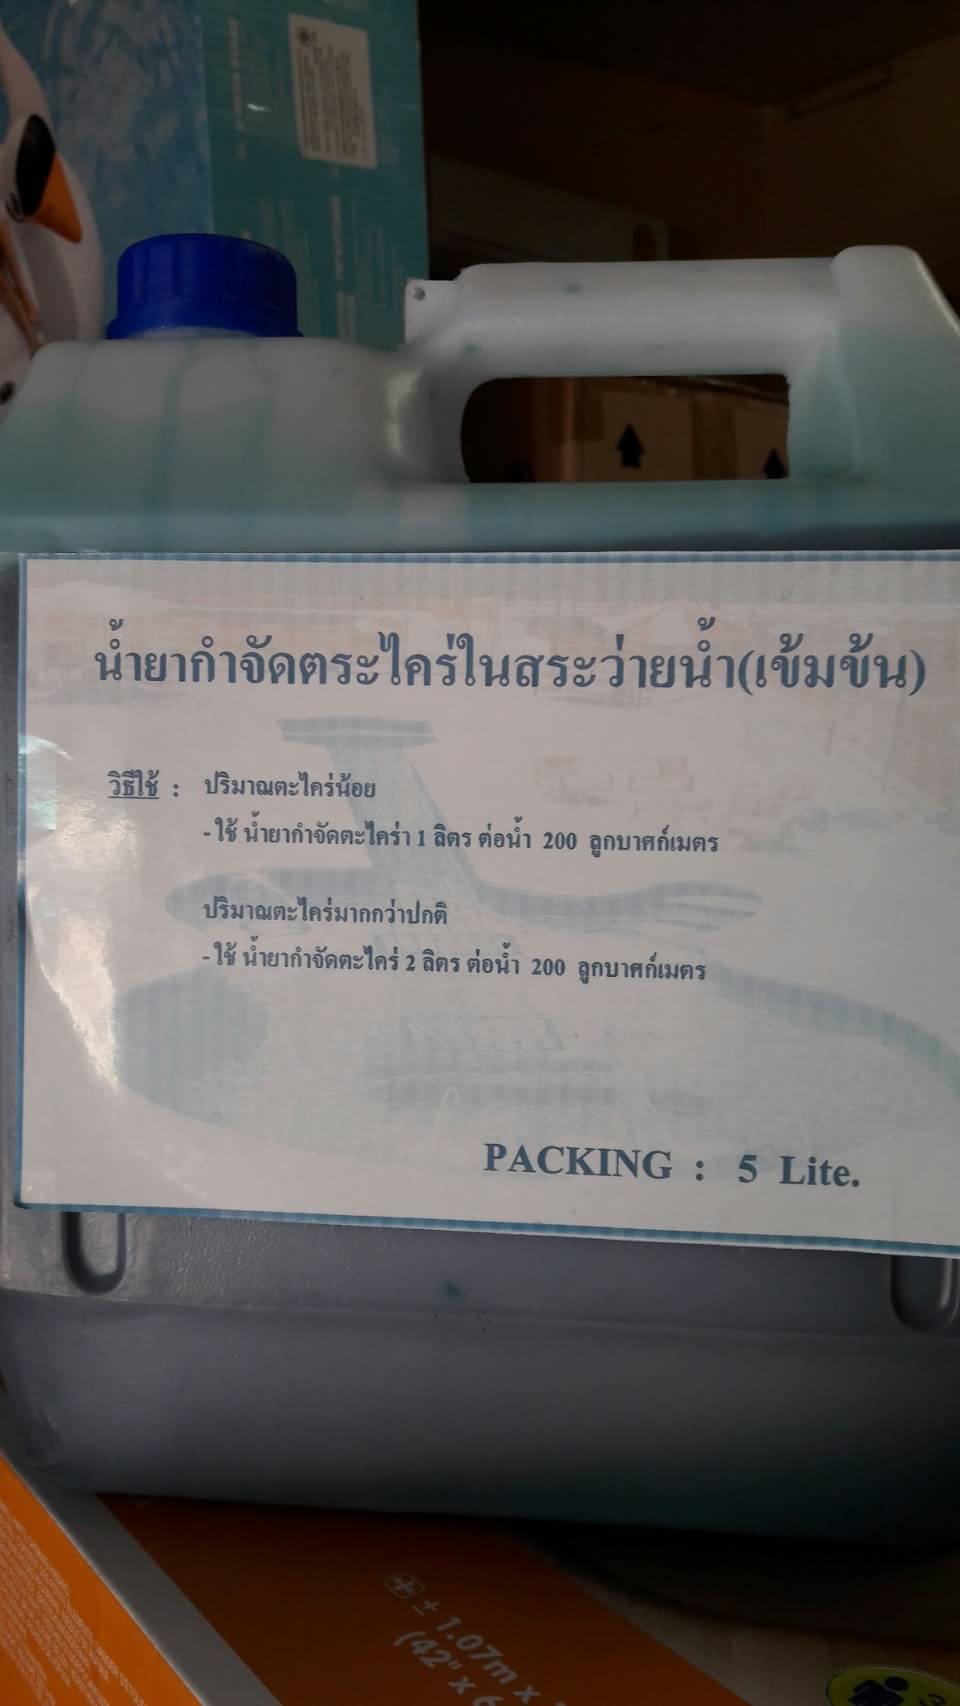 น้ำยากำจัดตระไคร่ในสระว่ายน้ำ(เข้มข้น)
วิธีใช้ : ปริมาณตะไคร่น้อย
- ใช้ น้ำยากำจัดตะไคร่า 1 ลิตร ต่อน้ำ 200 ลูกบาศก์เมตร
ปริมาณตะไคร่มากกว่าปกติ
- ใช้ น้ำยากำจัดตะไคร่ 2 ลิตร ต่อน้ำ 200 ลูกบาศก์เมตร
PACKING : 5 Lite.
± 1.07m x
(42" x 6